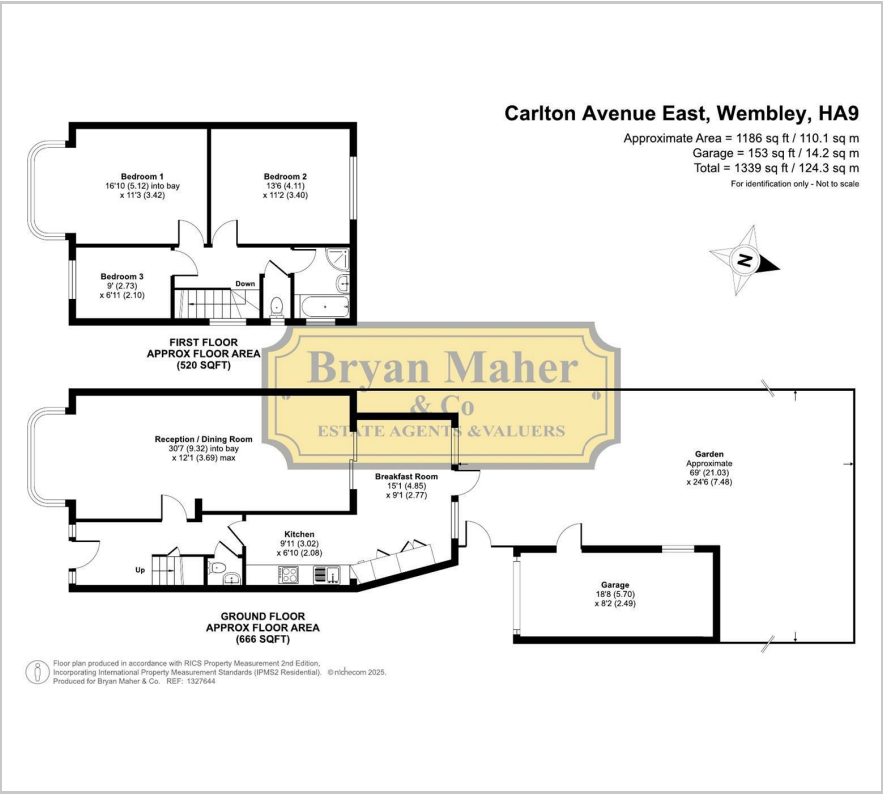 Carlton Avenue East, Wembley, HA9
Approximate Area = 1186 sq ft / 110.1 sq m
Garage = 153 sq ft / 14.2 sq m
Total = 1339 sq ft / 124.3 sq m
For identification only - Not to scale
N
Bedroom 1
16'10 (5.12) into bay
x 11'3 (3.42)
Bedroom 2
13'6 (4.11)
x 11'2 (3.40)
Bedroom 3
9' (2.73)
x 6'11 (2.10)
Down
FIRST FLOOR
APPROX FLOOR AREA
(520 SQFT)
Bryan Maher
& Co
ESTATE AGENTS & VALUERS
Reception / Dining Room
30'7 (9.32) into bay
x 12'1 (3.69) max
Breakfast Room
15'1 (4.85)
x 9'1 (2.77)
Garden
Approximate
69' (21.03)
x 24'6 (7.48)
Kitchen
9'11 (3.02)
x 6'10 (2.08)
Up
Garage
18'8 (5.70)
x 8'2 (2.49)
GROUND FLOOR
APPROX FLOOR AREA
(666 SQFT)
Floor plan produced in accordance with RICS Property Measurement 2nd Edition,
Incorporating International Property Measurement Standards (IPMS2 Residential). © nichecom 2025.
Produced for Bryan Maher & Co. REF: 1327644